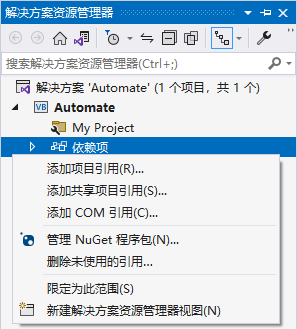 解决方案资源管理器
搜索解决方案资源管理器(Ctrl+;)
解决方案 'Automate' (1 个项目，共 1 个)
VB Automate
My Project
依赖项
添加项目引用(R)...
添加共享项目引用(S)...
添加 COM 引用(C)...
管理 NuGet 程序包(N)...
删除未使用的引用...
限定为此范围(S)
新建解决方案资源管理器视图(N)